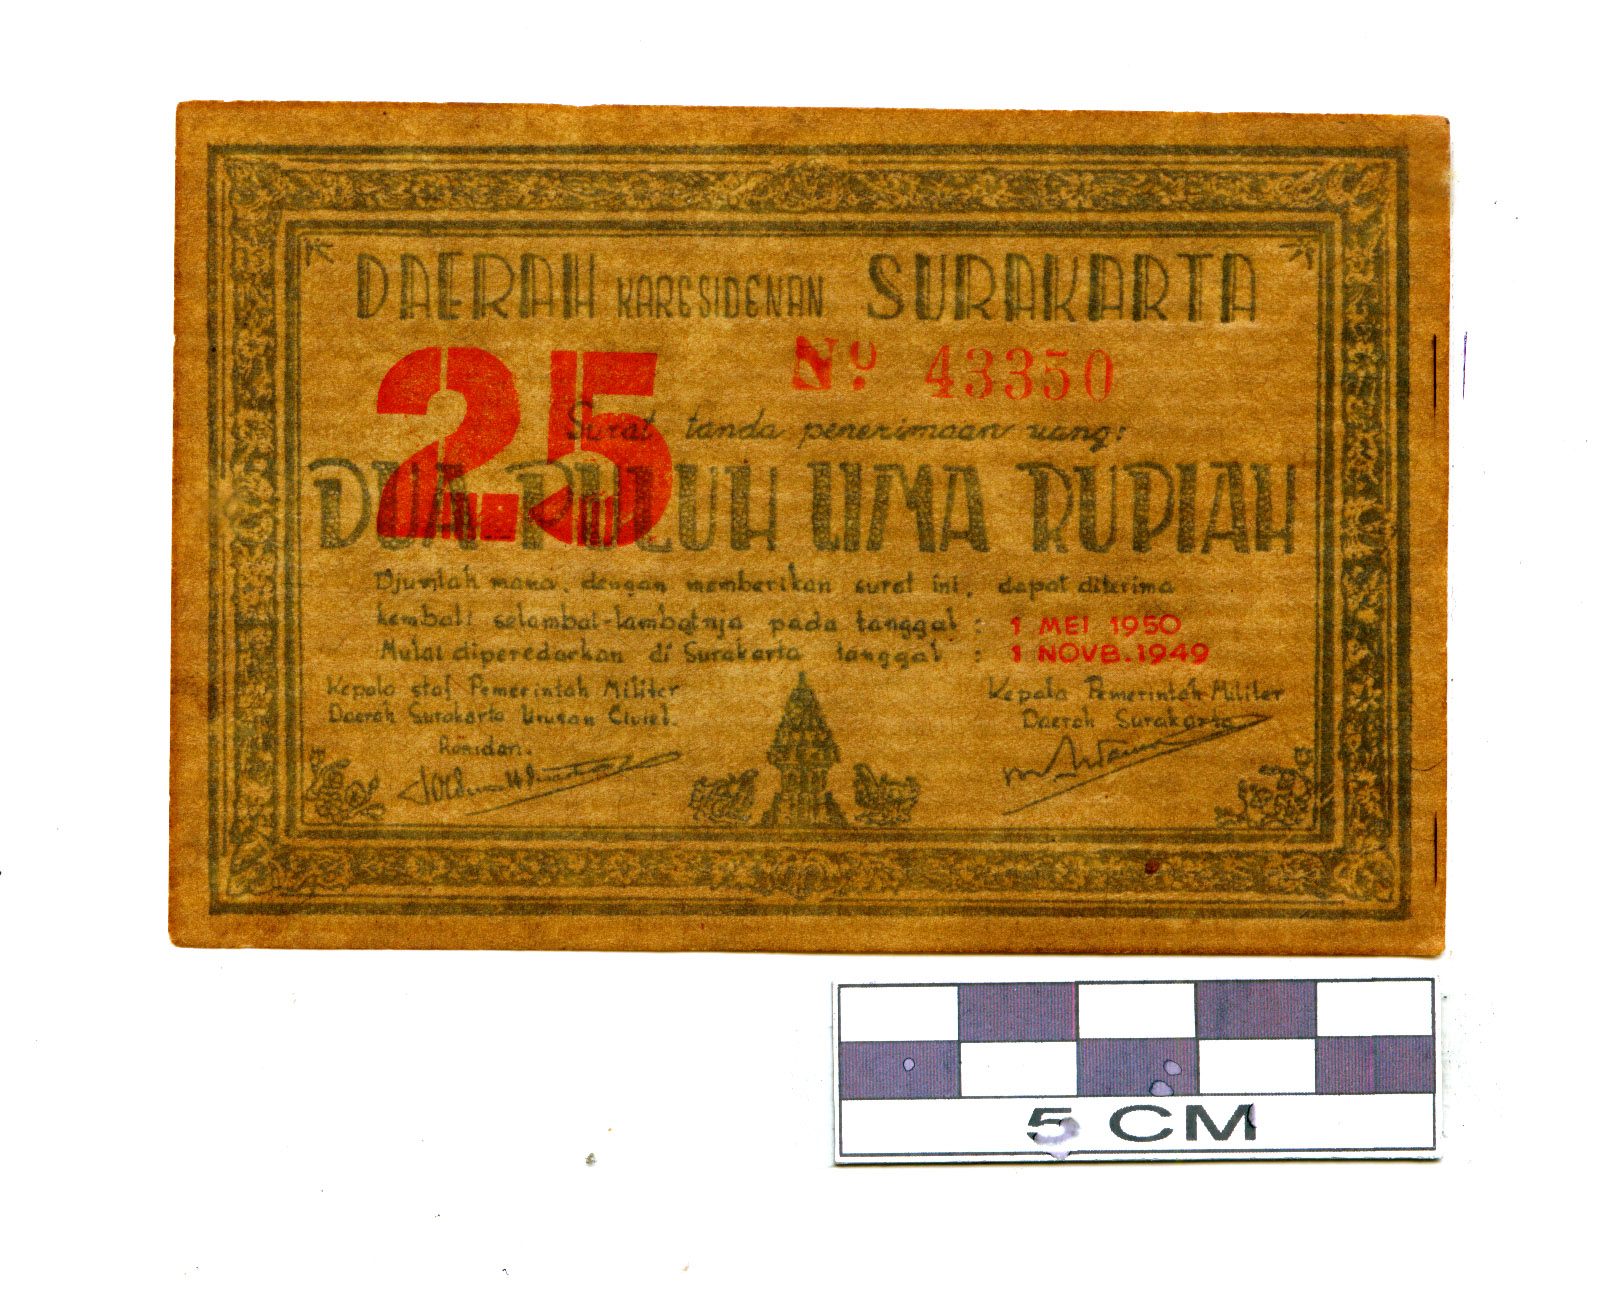 DAERAH KARESIDENAN SURAKARTA
25
No 43350
Surat tanda penerimaan uang:
DUA PULUH LIMA RUPIAH
Djumlah mana, dengan memberikan surat ini, dapat diterima
kembali selambat-lambatnja pada tanggal : 1 MEI 1950
Mulai diperedarkan di Surakarta tanggal : 1 NOVB.1949
Kepala staf Pemerintah Militer
Daerah Surakarta Urusan Civiel.
Residen.
Kepala Pemerintah Militer
Daerah Surakarta
5 CM